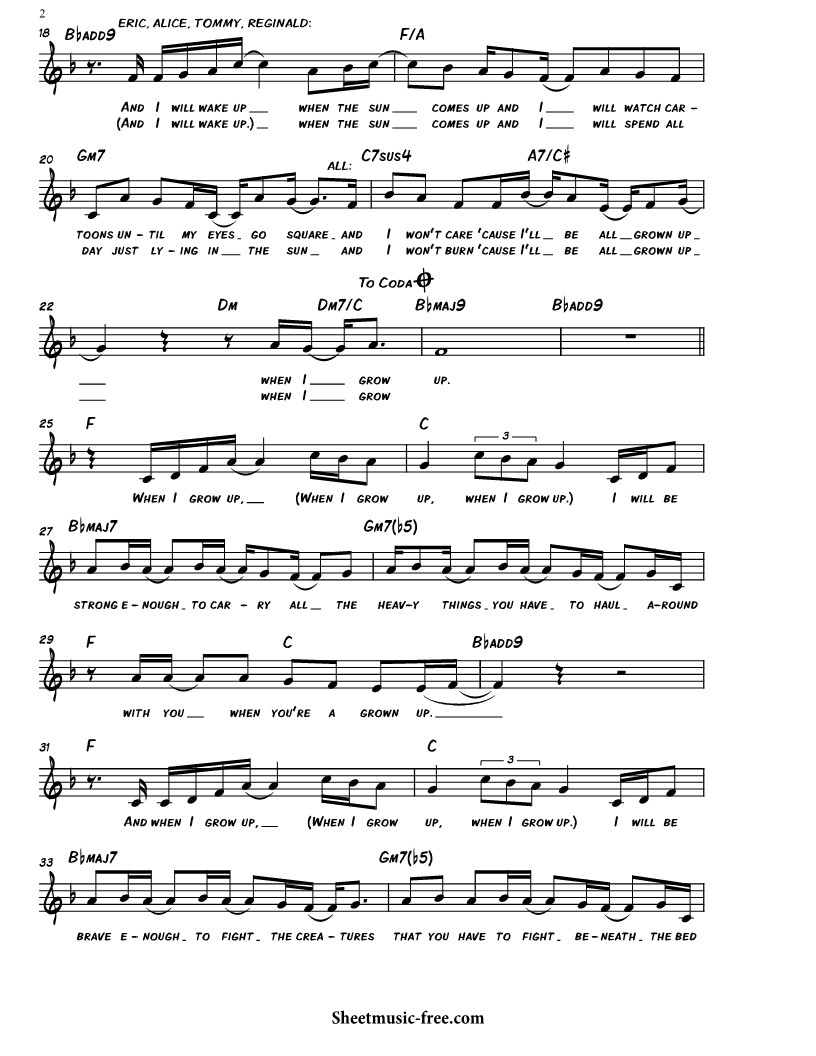 2
ERIC, ALICE, TOMMY, REGINALD:
18 B♭ADD9 F/A
AND I WILL WAKE UP ___ WHEN THE SUN ___ COMES UP AND I ___ WILL WATCH CAR -
(AND I WILL WAKE UP.) _ WHEN THE SUN ___ COMES UP AND I ___ WILL SPEND ALL
20 GM7 ALL: C7SUS4 A7/C#
TOONS UN - TIL MY EYES _ GO SQUARE _ AND I WON'T CARE 'CAUSE I'LL _ BE ALL _ GROWN UP _
DAY JUST LY - ING IN _ THE SUN _ AND I WON'T BURN 'CAUSE I'LL _ BE ALL _ GROWN UP _
TO CODA
22 DM DM7/C B♭MAJ9 B♭ADD9
___ WHEN I ___ GROW UP.
___ WHEN I ___ GROW
25 F C
3
WHEN I GROW UP, _ (WHEN I GROW UP, WHEN I GROW UP.) I WILL BE
27 B♭MAJ7 GM7(♭5)
STRONG E - NOUGH _ TO CAR - RY ALL _ THE HEAV-Y THINGS _ YOU HAVE _ TO HAUL _ A-ROUND
29 F C B♭ADD9
WITH YOU _ WHEN YOU'RE A GROWN UP. ___
31 F C
3
AND WHEN I GROW UP, _ (WHEN I GROW UP, WHEN I GROW UP.) I WILL BE
33 B♭MAJ7 GM7(♭5)
BRAVE E - NOUGH _ TO FIGHT _ THE CREA - TURES THAT YOU HAVE TO FIGHT _ BE-NEATH _ THE BED
Sheetmusic-free.com